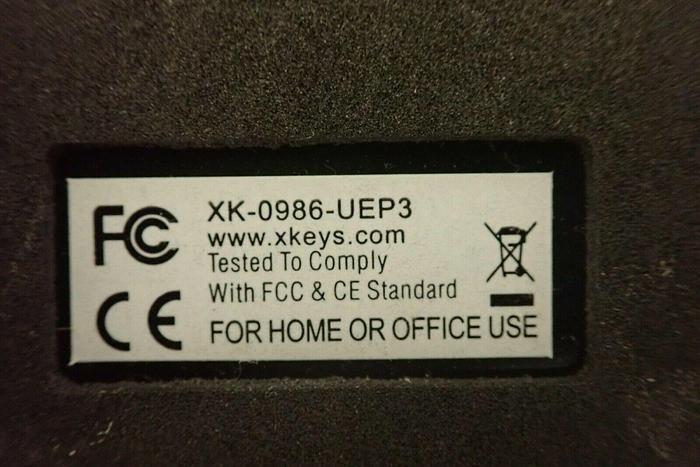 FC
XK-0986-UEP3
www.xkeys.com
Tested To Comply
With FCC & CE Standard
CE
FOR HOME OR OFFICE USE